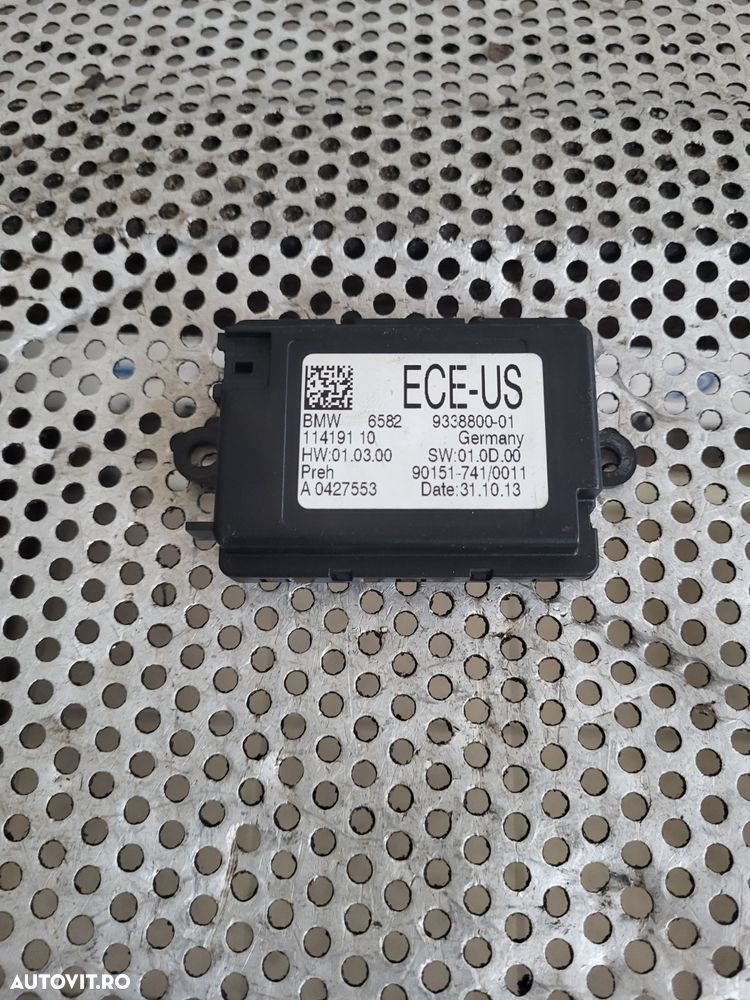 ECE-US
BMW 6582 9338800-01
114191 10 Germany
HW:01.03.00 SW:01.0D.00
Preh 90151-741/0011
A 0427553 Date:31.10.13
AUTOVIT.RO